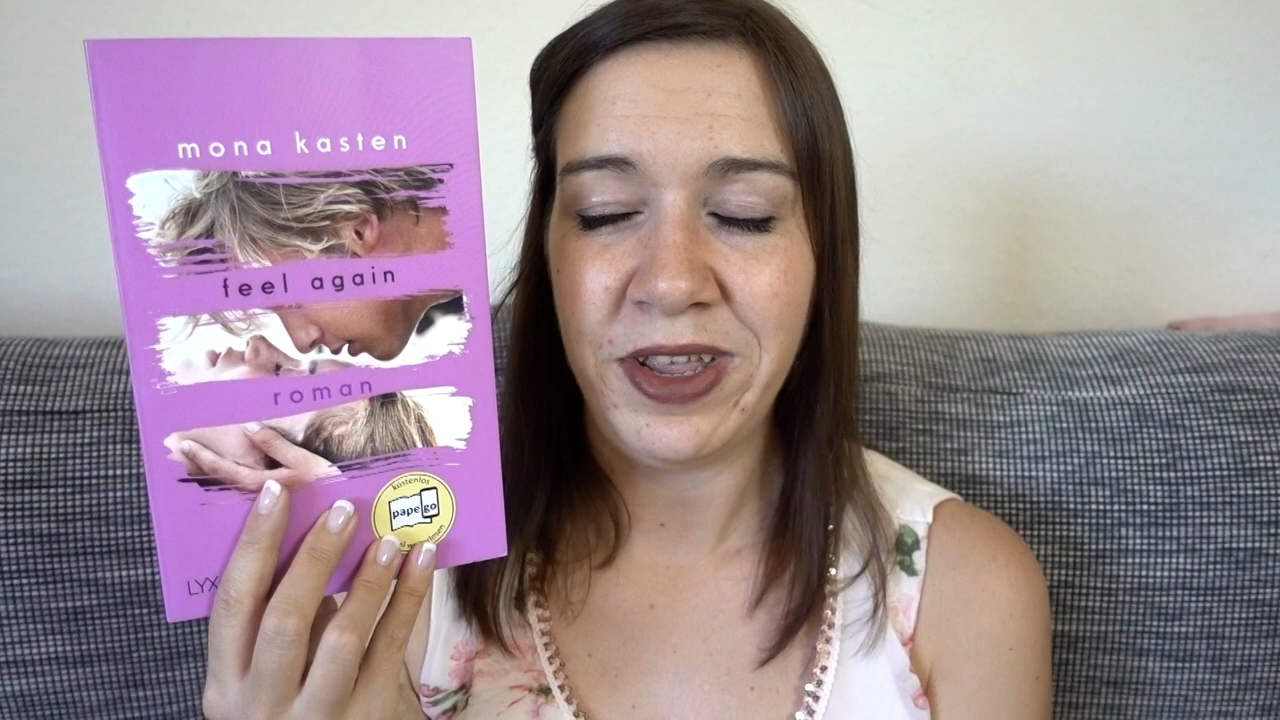 mona kasten
feel again
roman
kostenlos
papego
LYX